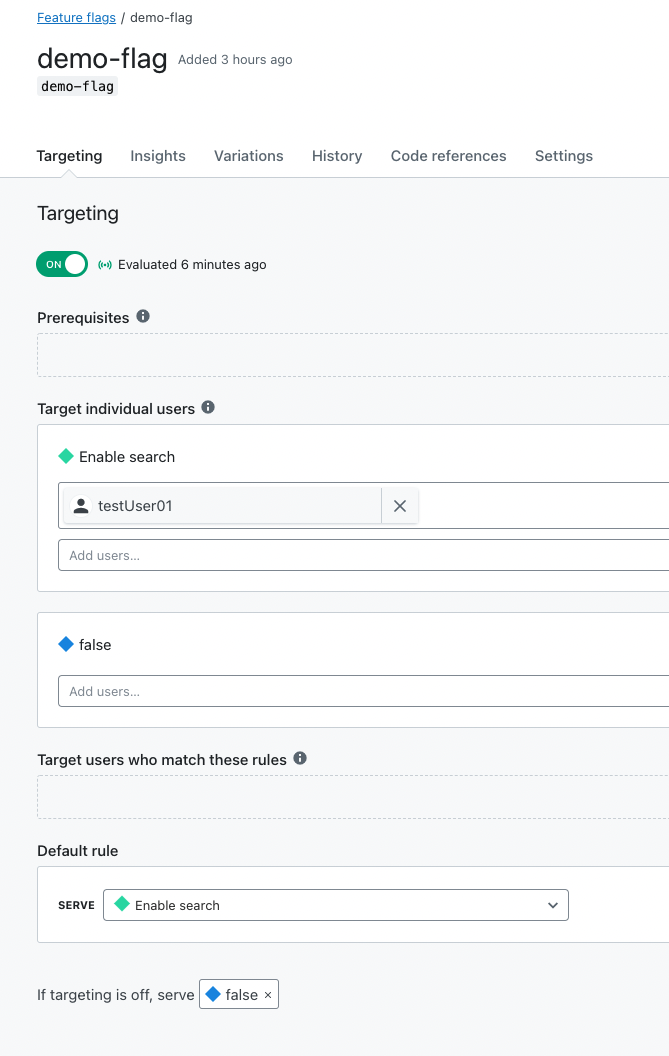 Feature flags / demo-flag
demo-flag Added 3 hours ago
demo-flag
Targeting Insights Variations History Code references Settings
Targeting
ON Evaluated 6 minutes ago
Prerequisites
Target individual users
Enable search
testUser01
Add users...
false
Add users...
Target users who match these rules
Default rule
SERVE Enable search
If targeting is off, serve false ×